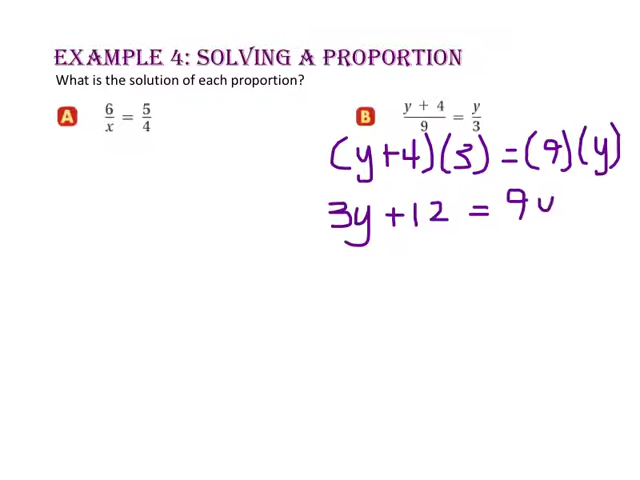 EXAMPLE 4: SOLVING A PROPORTION
What is the solution of each proportion?
A 6/x = 5/4
B (y + 4)/9 = y/3
(y+4)(3) = (9)(y)
3y + 12 = 9